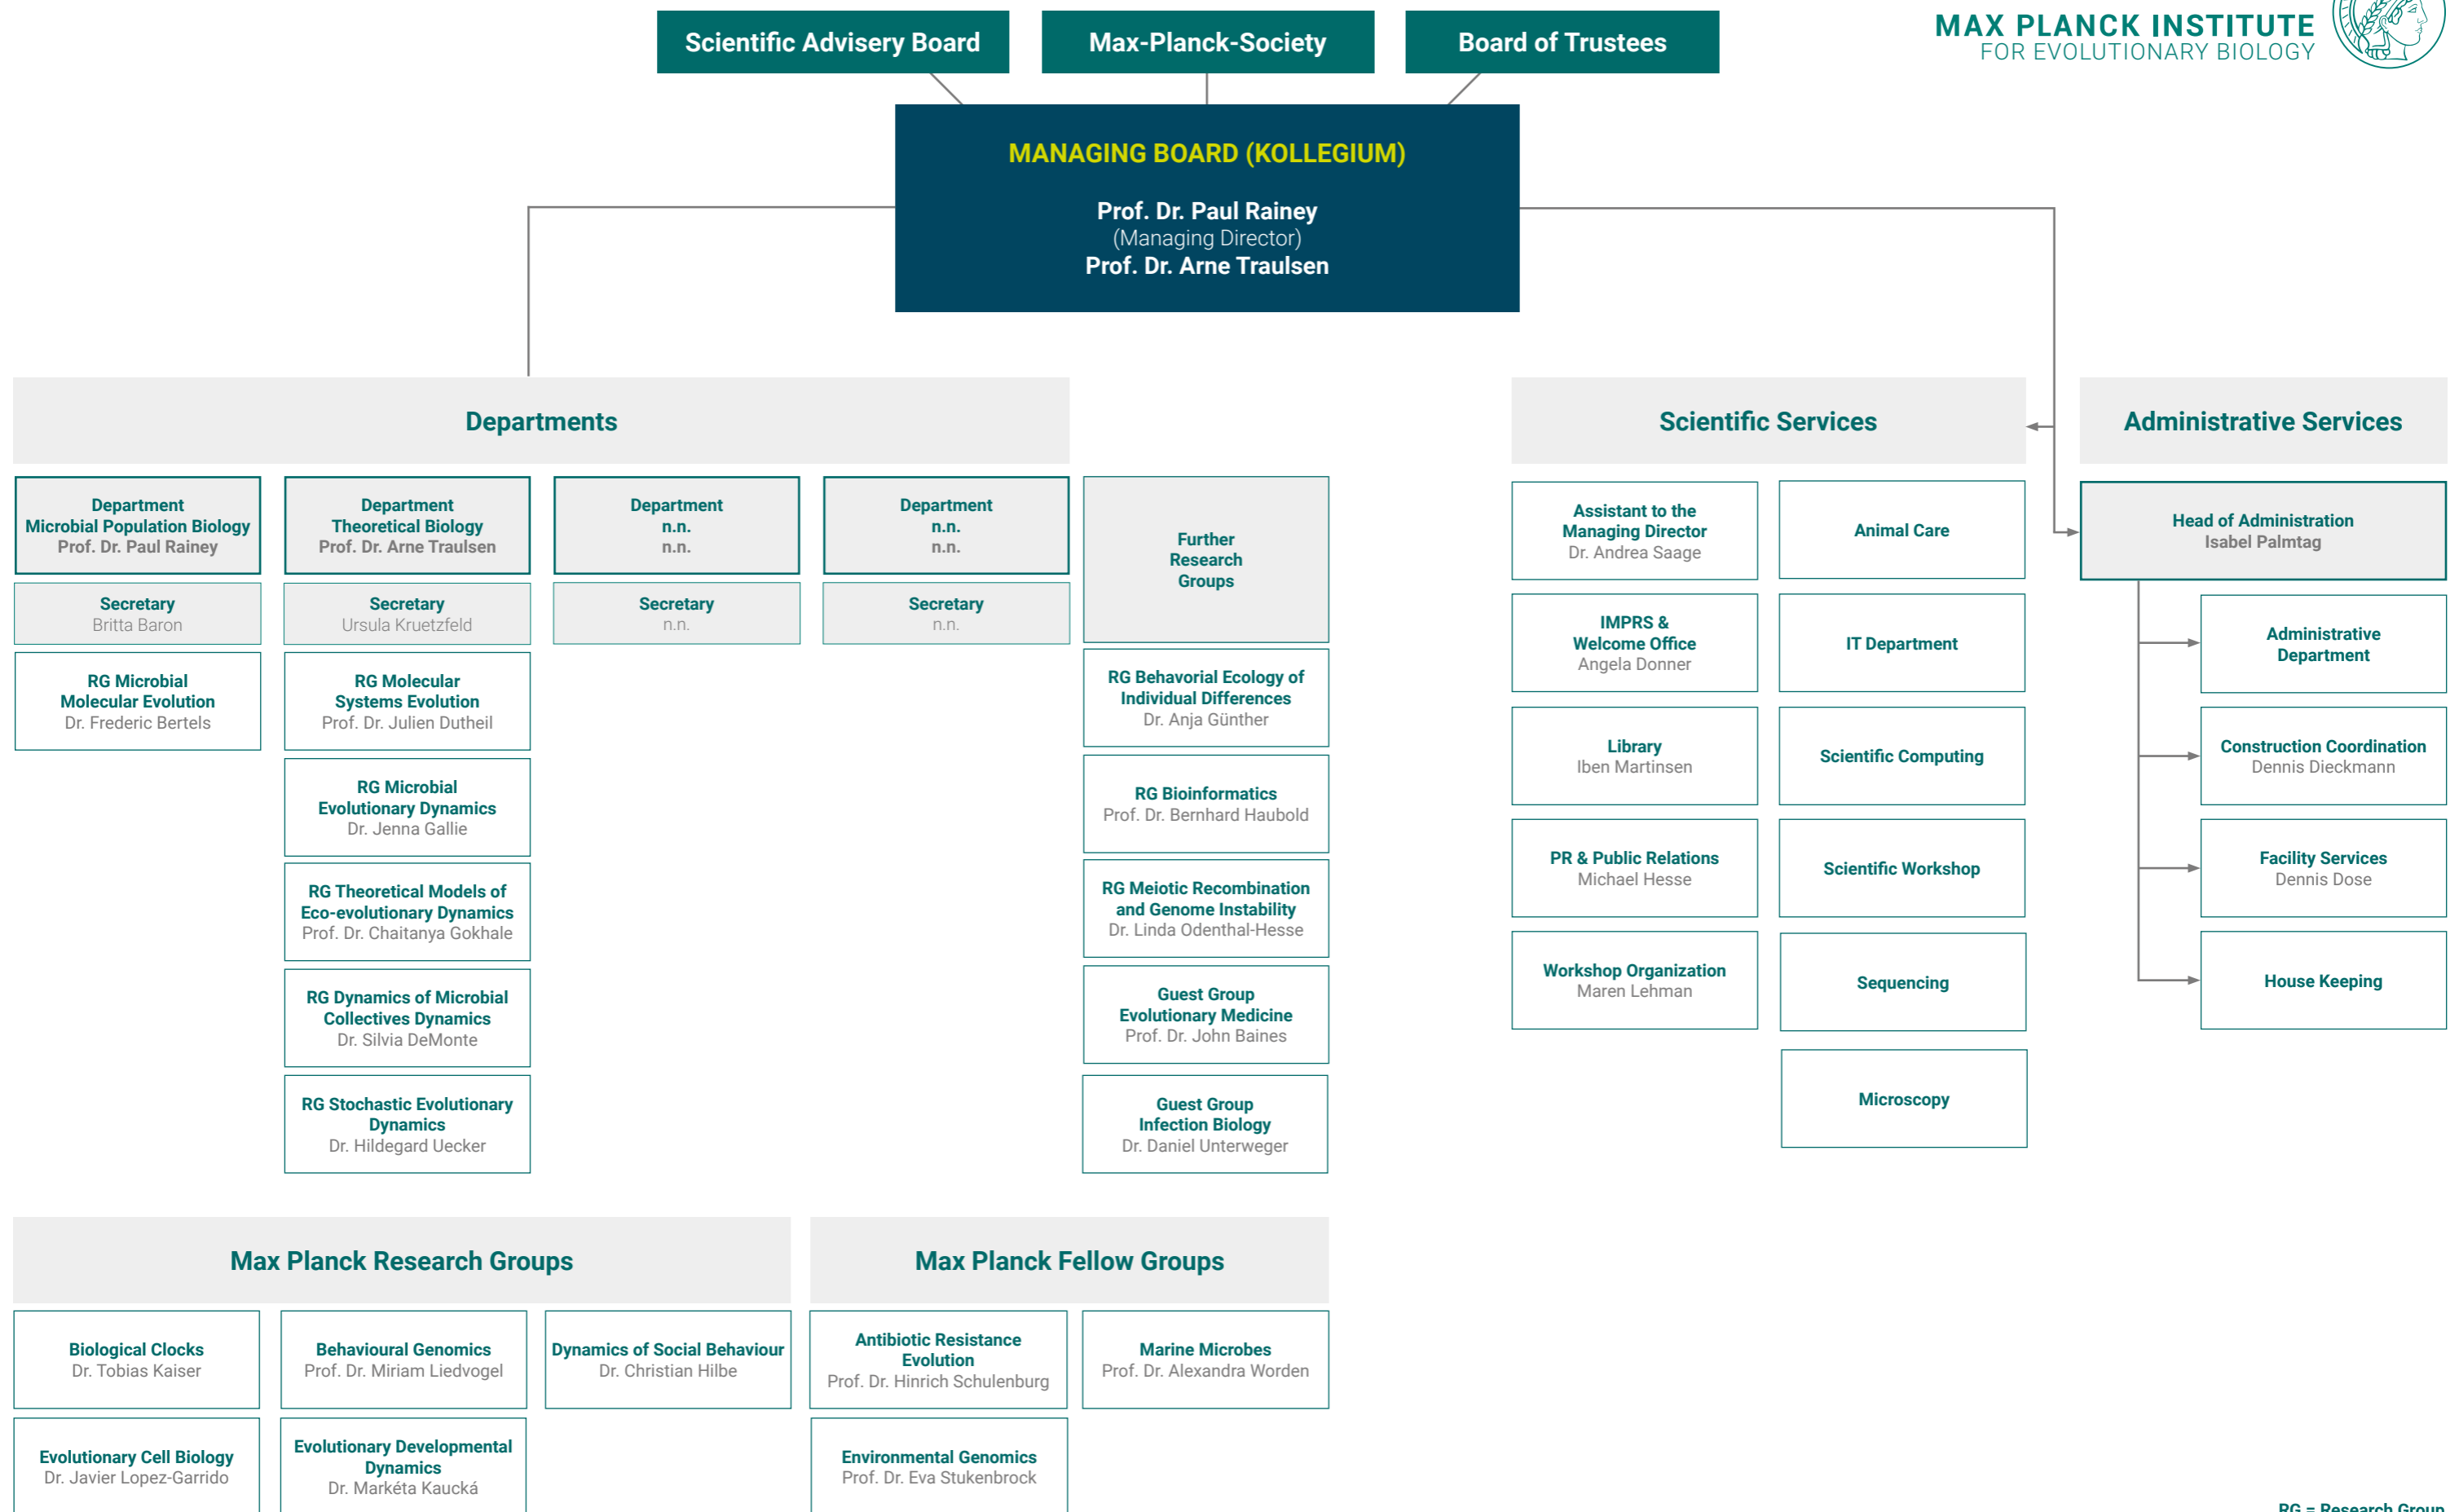 Scientific Advisery Board
Max-Planck-Society
Board of Trustees
MAX PLANCK INSTITUTE
FOR EVOLUTIONARY BIOLOGY
MANAGING BOARD (KOLLEGIUM)
Prof. Dr. Paul Rainey
(Managing Director)
Prof. Dr. Arne Traulsen
Departments
Department
Microbial Population Biology
Prof. Dr. Paul Rainey
Secretary
Britta Baron
RG Microbial
Molecular Evolution
Dr. Frederic Bertels
Department
Theoretical Biology
Prof. Dr. Arne Traulsen
Secretary
Ursula Kruetzfeld
RG Molecular
Systems Evolution
Prof. Dr. Julien Dutheil
RG Microbial
Evolutionary Dynamics
Dr. Jenna Gallie
RG Theoretical Models of
Eco-evolutionary Dynamics
Prof. Dr. Chaitanya Gokhale
RG Dynamics of Microbial
Collectives Dynamics
Dr. Silvia DeMonte
RG Stochastic Evolutionary
Dynamics
Dr. Hildegard Uecker
Department
n.n.
n.n.
Secretary
n.n.
Department
n.n.
n.n.
Secretary
n.n.
Further
Research
Groups
RG Behavorial Ecology of
Individual Differences
Dr. Anja Günther
RG Bioinformatics
Prof. Dr. Bernhard Haubold
RG Meiotic Recombination
and Genome Instability
Dr. Linda Odenthal-Hesse
Guest Group
Evolutionary Medicine
Prof. Dr. John Baines
Guest Group
Infection Biology
Dr. Daniel Unterweger
Scientific Services
Assistant to the
Managing Director
Dr. Andrea Saage
IMPRS &
Welcome Office
Angela Donner
Library
Iben Martinsen
PR & Public Relations
Michael Hesse
Workshop Organization
Maren Lehman
Animal Care
IT Department
Scientific Computing
Scientific Workshop
Sequencing
Microscopy
Administrative Services
Head of Administration
Isabel Palmtag
Administrative
Department
Construction Coordination
Dennis Dieckmann
Facility Services
Dennis Dose
House Keeping
Max Planck Research Groups
Biological Clocks
Dr. Tobias Kaiser
Behavioural Genomics
Prof. Dr. Miriam Liedvogel
Dynamics of Social Behaviour
Dr. Christian Hilbe
Evolutionary Cell Biology
Dr. Javier Lopez-Garrido
Evolutionary Developmental
Dynamics
Dr. Markéta Kaucká
Max Planck Fellow Groups
Antibiotic Resistance
Evolution
Prof. Dr. Hinrich Schulenburg
Marine Microbes
Prof. Dr. Alexandra Worden
Environmental Genomics
Prof. Dr. Eva Stukenbrock
RG = Research Group